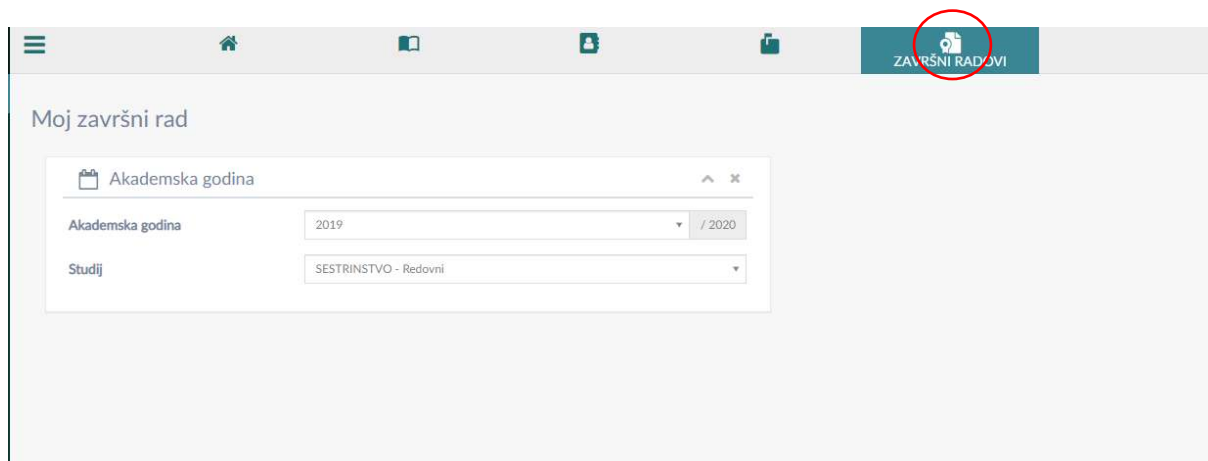 ZAVRŠNI RADOVI
Moj završni rad
Akademska godina
Akademska godina 2019 / 2020
Studij SESTRINSTVO - Redovni